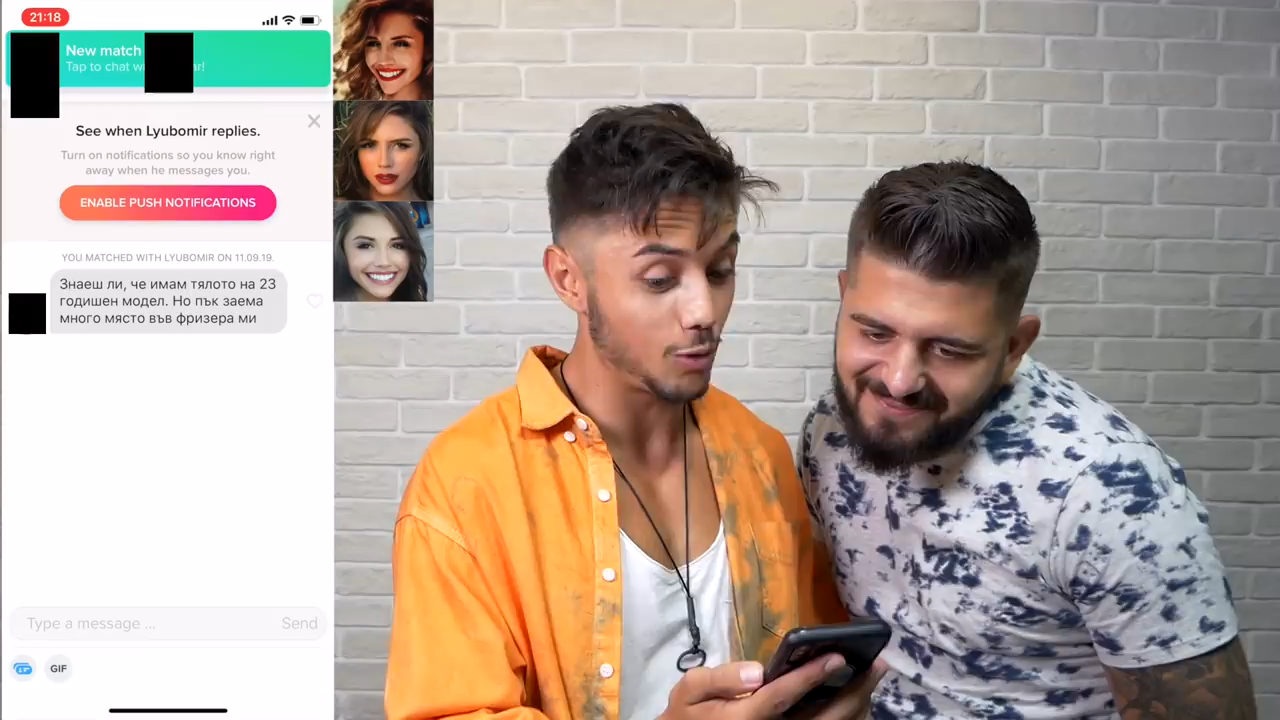 21:18
New match
Tap to chat w
ar!
See when Lyubomir replies.
Turn on notifications so you know right
away when he messages you.
ENABLE PUSH NOTIFICATIONS
YOU MATCHED WITH LYUBOMIR ON 11.09.19.
Знаеш ли, че имам тялото на 23
годишен модел. Но пък заема
много място във фризера ми
Type a message ...
Send
GIF